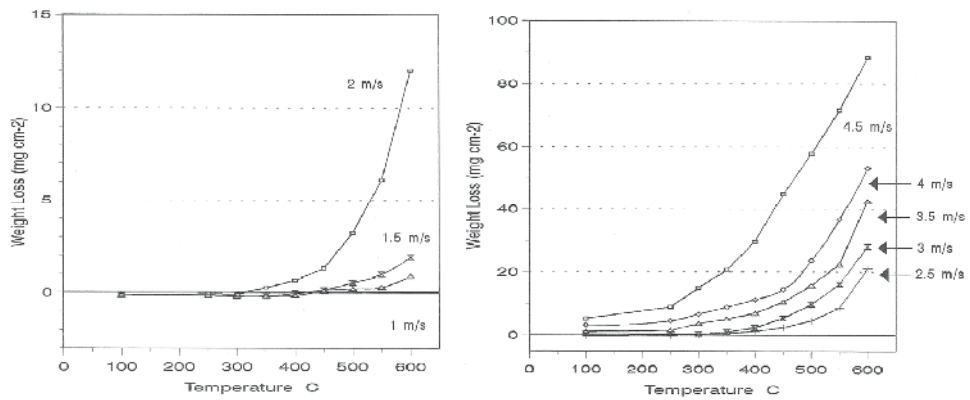 15
10
5
0
Weight Loss (mg cm-2)
2 m/s
1.5 m/s
1 m/s
0 100 200 300 400 500 600
Temperature C
100
80
60
40
20
0
Weight Loss (mg cm-2)
4.5 m/s
4 m/s
3.5 m/s
3 m/s
2.5 m/s
0 100 200 300 400 500 600
Temperature C